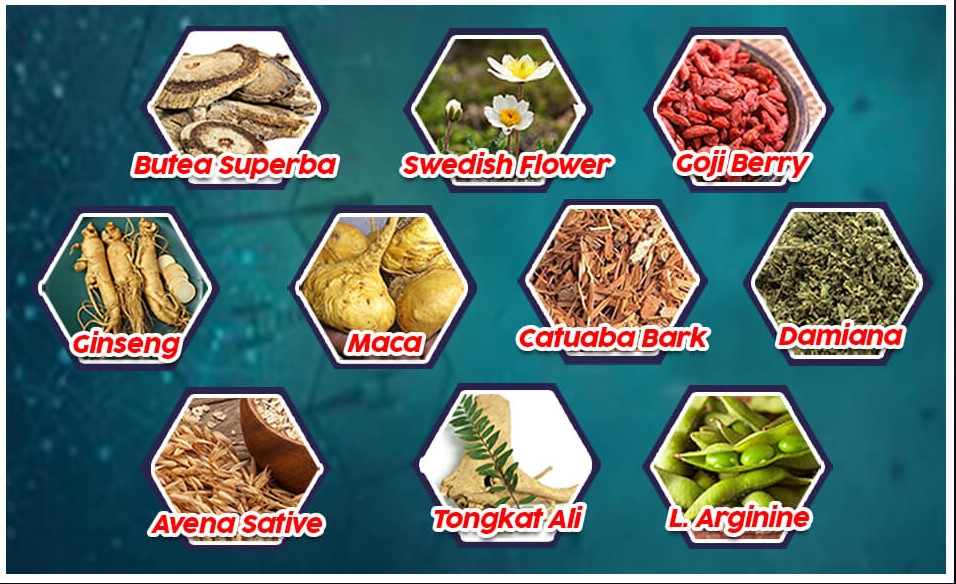 Butea Superba
Swedish Flower
Goji Berry
Ginseng
Maca
Catuaba Bark
Damiana
Avena Sative
Tongkat Ali
L. Arginine